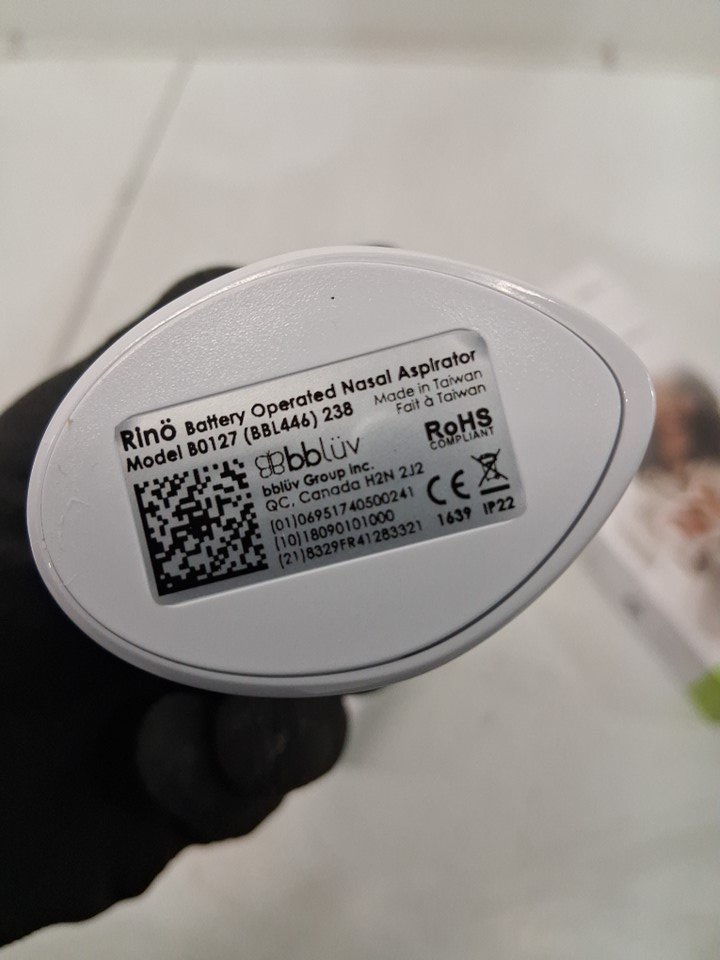 Rinö Battery Operated Nasal Aspirator
Model B0127 (BBL446) 238
Made in Taiwan
Fait à Taiwan
bblüv
bblüv Group Inc.
QC, Canada H2N 2J2
(01)06951740500241
(10)18090101000
(21)8329FR41283321
RoHS
COMPLIANT
CE
1639 IP22